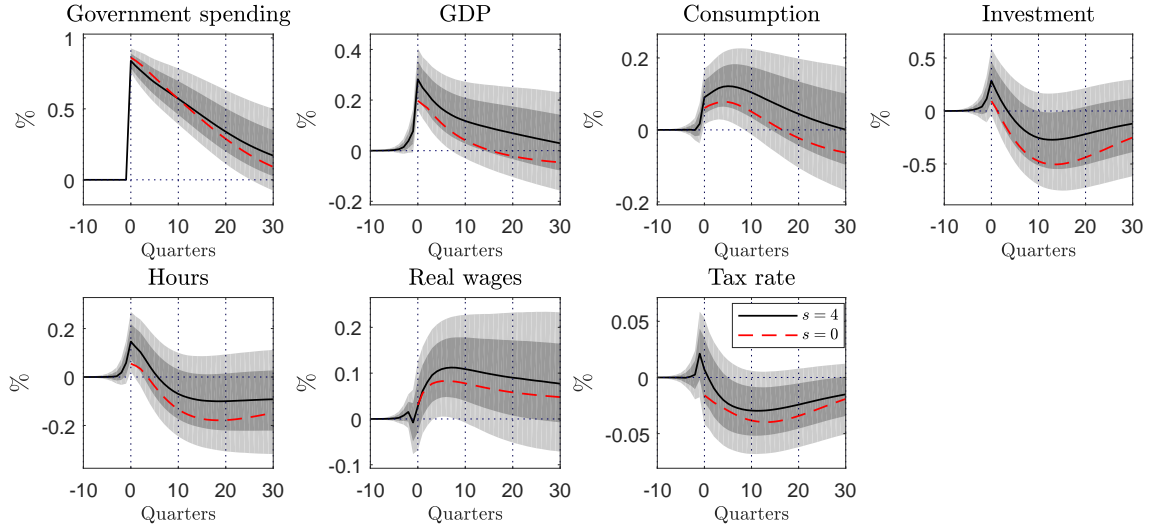 Government spending
GDP
Consumption
Investment
%
1
0.5
0
-10 0 10 20 30
Quarters
%
0.4
0.2
0
-0.2
-10 0 10 20 30
Quarters
%
0.2
0
-0.2
-10 0 10 20 30
Quarters
%
0.5
0
-0.5
-10 0 10 20 30
Quarters
Hours
Real wages
Tax rate
%
0.2
0
-0.2
-10 0 10 20 30
Quarters
%
0.2
0.1
0
-0.1
-10 0 10 20 30
Quarters
%
0.05
0
-0.05
s = 4
s = 0
-10 0 10 20 30
Quarters